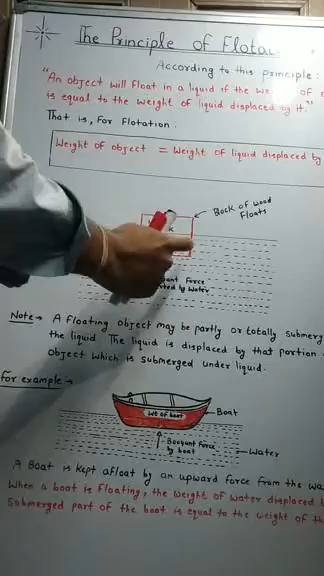 The Principle of Flota
According to this principle:
"An object will Float in a liquid if the we of
is equal to the weight of liquid displaced by it."
That is, for Flotation:
Weight of object = Weight of liquid displaced by
Bock of wood
Floats
Force
by water
Note → A floating object may be partly or totally submerg
the liquid. The liquid is displaced by that portion
object which is submerged under liquid.
For example →
Wt of boat
Boat
Buoyant force
by boat
Water
A Boat is kept afloat by an upward force from the wa
When a boat is Floating, the weight of water displaced
submerged part of the boat is equal to the weight of th